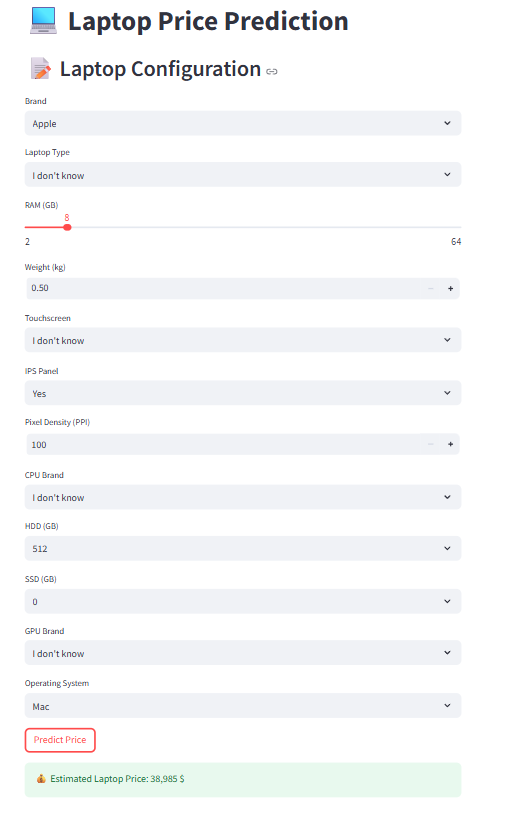 Laptop Price Prediction
Laptop Configuration
Brand
Apple
Laptop Type
I don't know
RAM (GB)
8
2 64
Weight (kg)
0.50
Touchscreen
I don't know
IPS Panel
Yes
Pixel Density (PPI)
100
CPU Brand
I don't know
HDD (GB)
512
SSD (GB)
0
GPU Brand
I don't know
Operating System
Mac
Predict Price
Estimated Laptop Price: 38,985 $